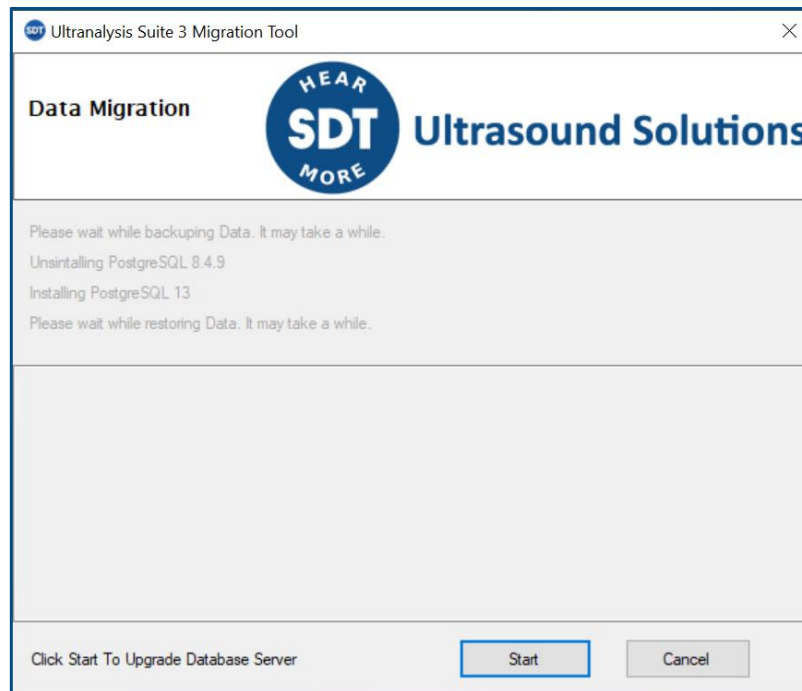 SDT Ultranalysis Suite 3 Migration Tool
Data Migration
HEAR
SDT
MORE
Ultrasound Solutions
Please wait while backuping Data. It may take a while.
Unsintalling PostgreSQL 8.4.9
Installing PostgreSQL 13
Please wait while restoring Data. It may take a while.
Click Start To Upgrade Database Server
Start
Cancel